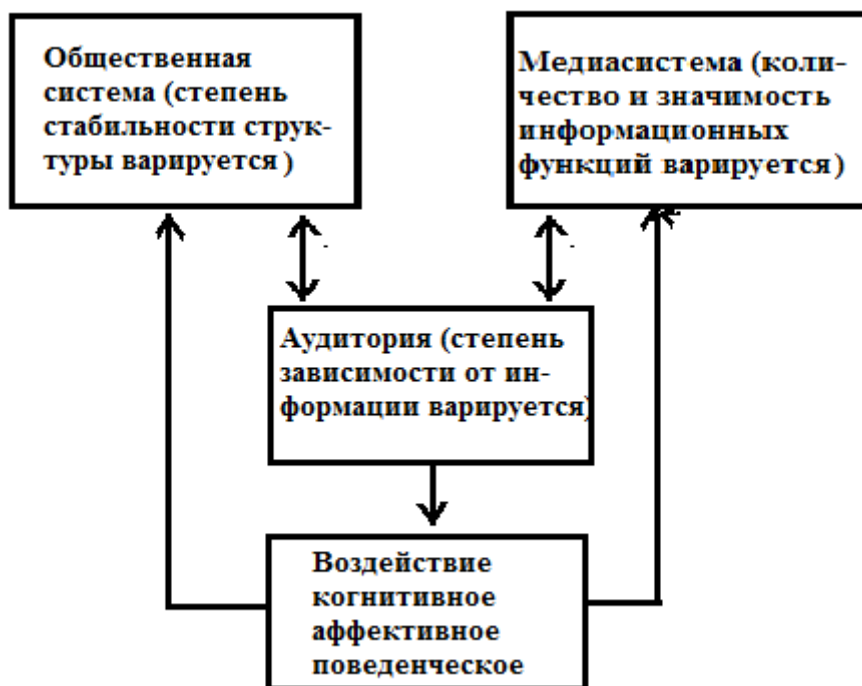 Общественная
система (степень
стабильности струк-
туры варируется )
Медиасистема (коли-
чество и значимость
информационных
функций варируется)
Аудитория (степень
зависимости от ин-
формации варируется)
Воздействие
когнитивное
аффективное
поведенческое